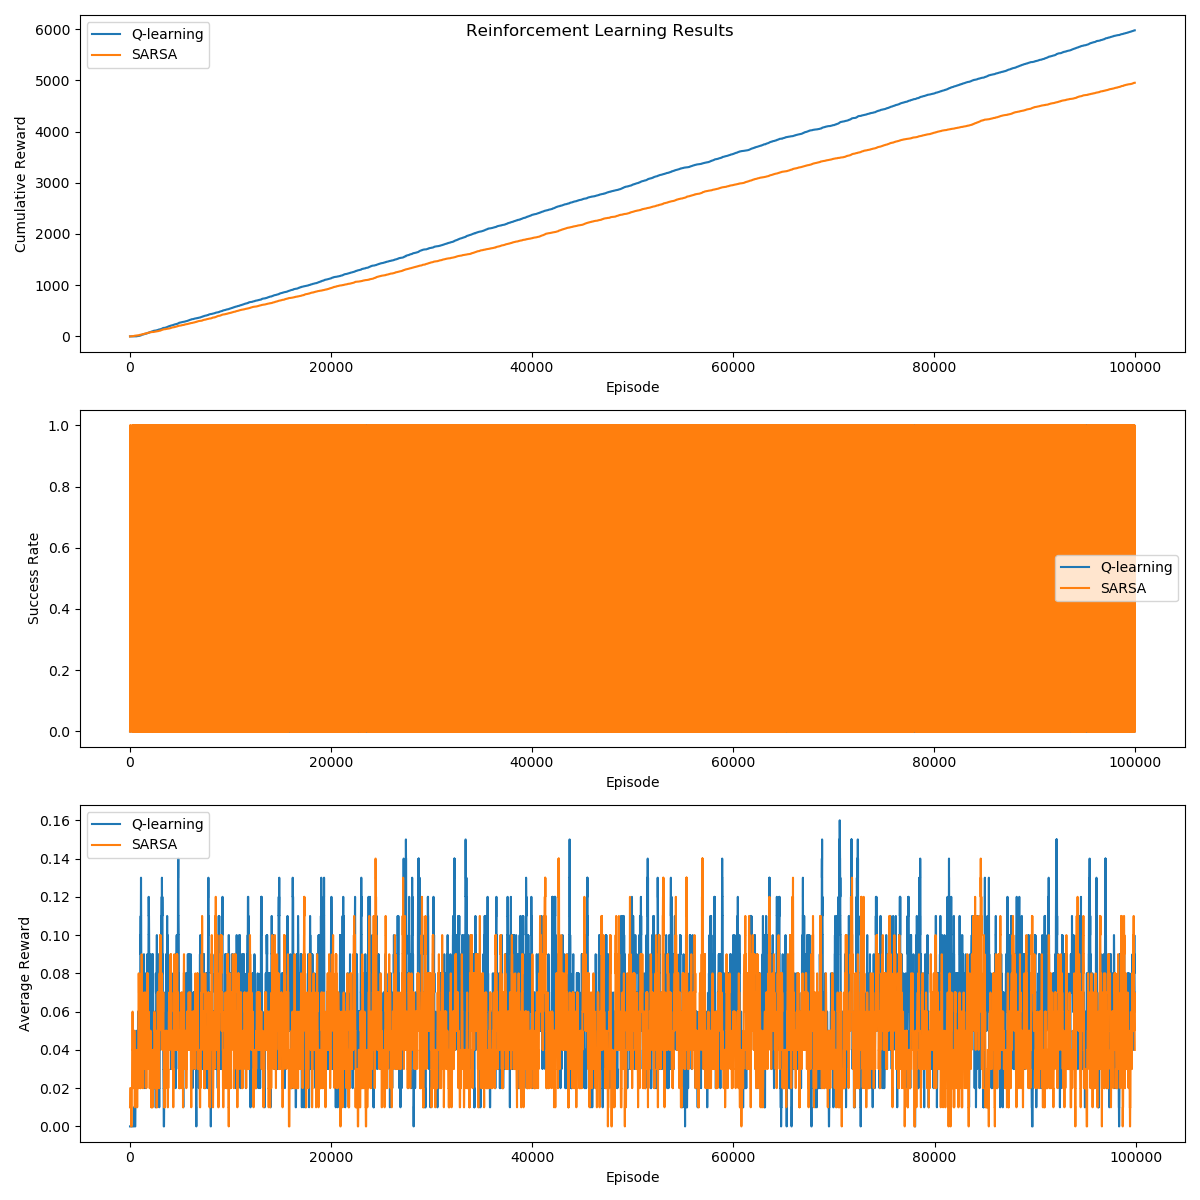 Reinforcement Learning Results
Q-learning
SARSA
Cumulative Reward
6000
5000
4000
3000
2000
1000
0
0 20000 40000 60000 80000 100000
Episode
Success Rate
1.0
0.8
0.6
0.4
0.2
0.0
Q-learning
SARSA
0 20000 40000 60000 80000 100000
Episode
Q-learning
SARSA
Average Reward
0.16
0.14
0.12
0.10
0.08
0.06
0.04
0.02
0.00
0 20000 40000 60000 80000 100000
Episode